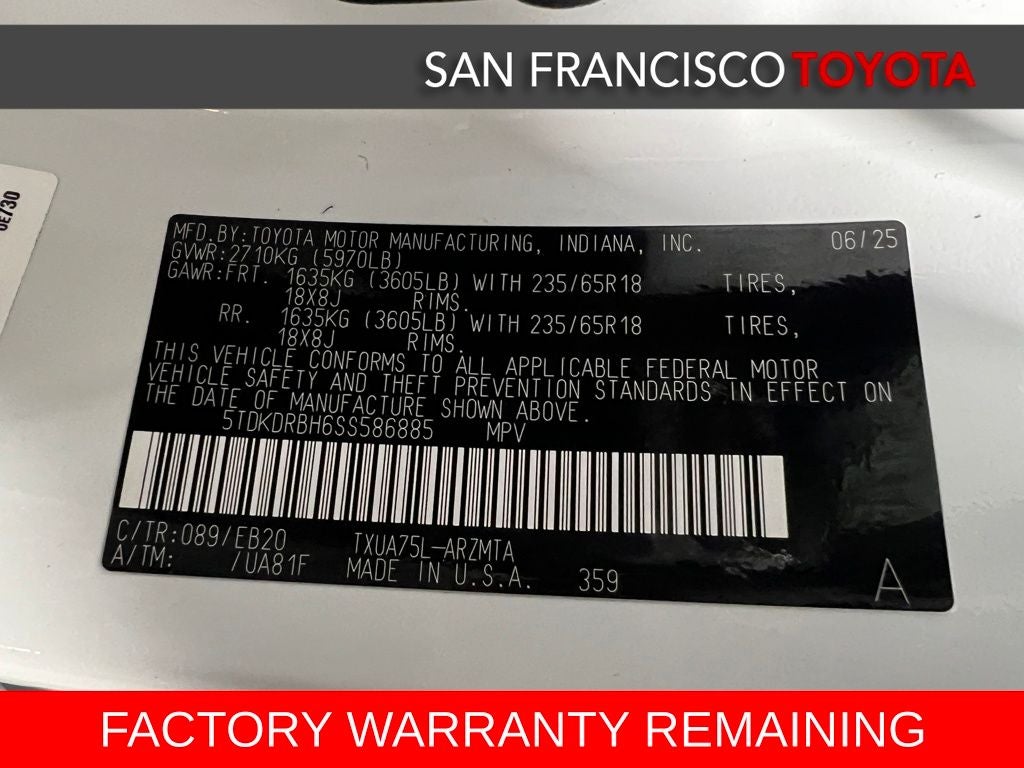 SAN FRANCISCO TOYOTA
0E730
MFD.BY:TOYOTA MOTOR MANUFACTURING, INDIANA, INC. 06/25
GVWR:2710KG (5970LB)
GAWR:FRT. 1635KG (3605LB) WITH 235/65R18 TIRES,
18X8J RIMS.
RR. 1635KG (3605LB) WITH 235/65R18 TIRES,
18X8J RIMS.
THIS VEHICLE CONFORMS TO ALL APPLICABLE FEDERAL MOTOR
VEHICLE SAFETY AND THEFT PREVENTION STANDARDS IN EFFECT ON
THE DATE OF MANUFACTURE SHOWN ABOVE.
5TDKDRBH6SS586885 MPV
C/TR:089/EB20 TXUA75L-ARZMTA
A/TM: /UA81F MADE IN U.S.A. 359 A
FACTORY WARRANTY REMAINING